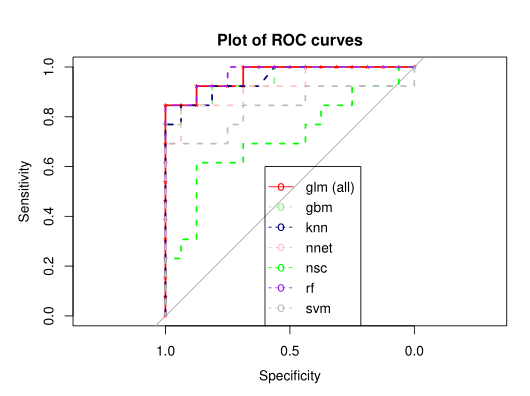 Plot of ROC curves
Sensitivity
1.0
0.8
0.6
0.4
0.2
0.0
glm (all)
gbm
knn
nnet
nsc
rf
svm
1.0 0.5 0.0
Specificity